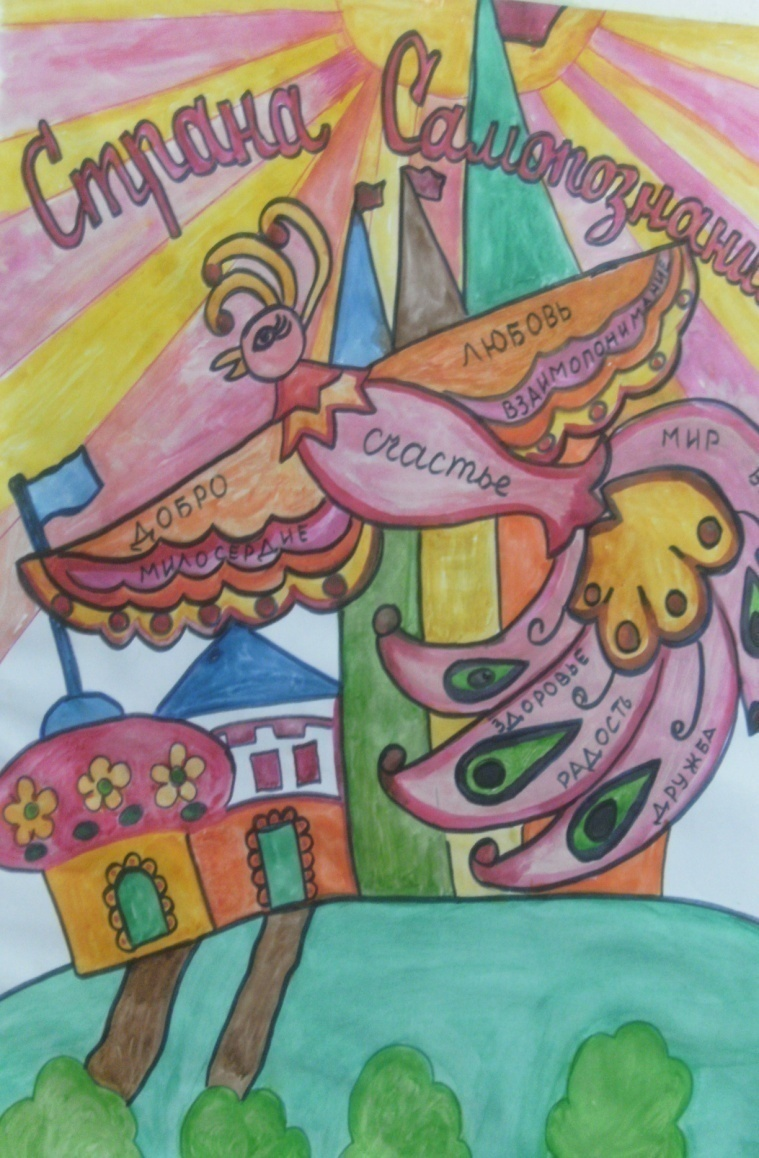 Страна Самопознани
ЛЮБОВЬ
ВЗАИМОПОНИМАНИЕ
счастье
МИР
ДОБРО
МИЛОСЕРДИЕ
ЗДОРОВЬЕ
РАДОСТЬ
ДРУЖБА